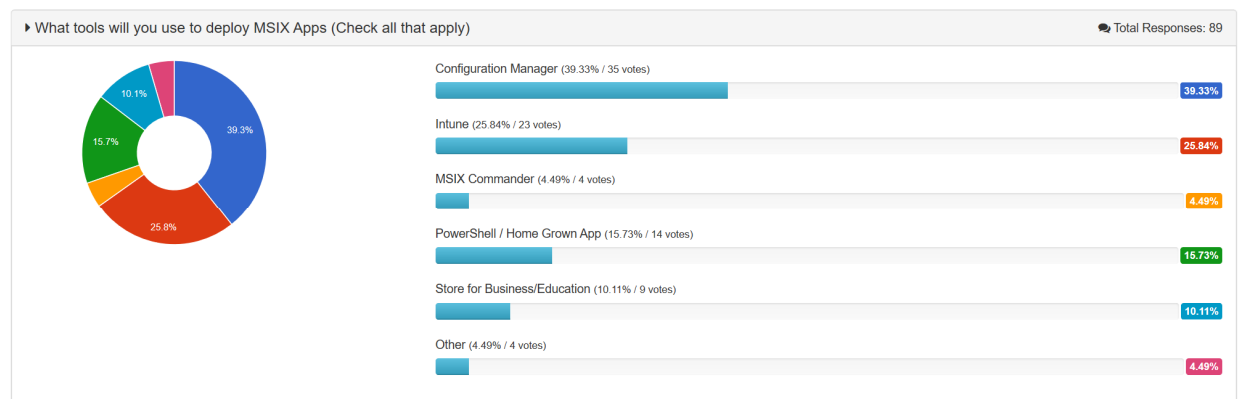 What tools will you use to deploy MSIX Apps (Check all that apply)
Total Responses: 89
39.3%
25.8%
15.7%
10.1%
Configuration Manager (39.33% / 35 votes)
39.33%
Intune (25.84% / 23 votes)
25.84%
MSIX Commander (4.49% / 4 votes)
4.49%
PowerShell / Home Grown App (15.73% / 14 votes)
15.73%
Store for Business/Education (10.11% / 9 votes)
10.11%
Other (4.49% / 4 votes)
4.49%